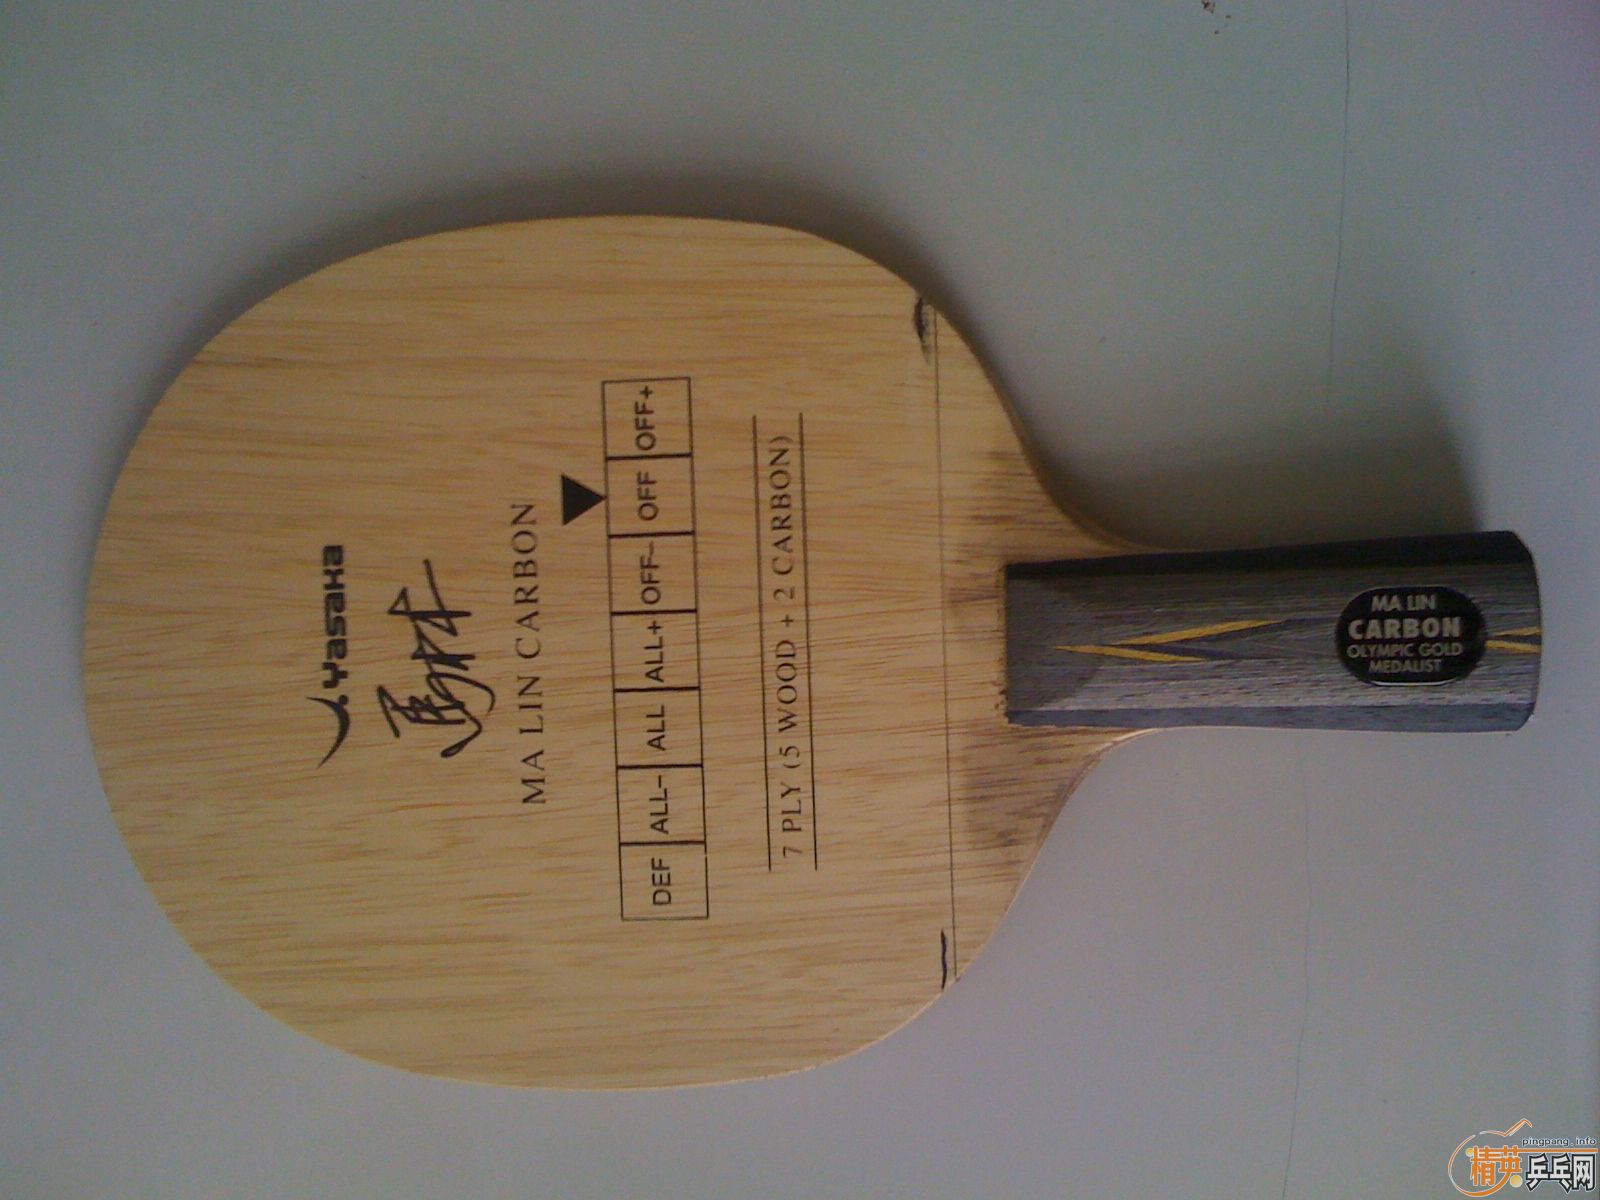 Yasaka
馬林
MA LIN CARBON
DEF ALL- ALL ALL+ OFF- OFF OFF+
7 PLY (5 WOOD + 2 CARBON)
MA LIN
CARBON
OLYMPIC GOLD
MEDALIST
pingpang.info
精英乒乓网